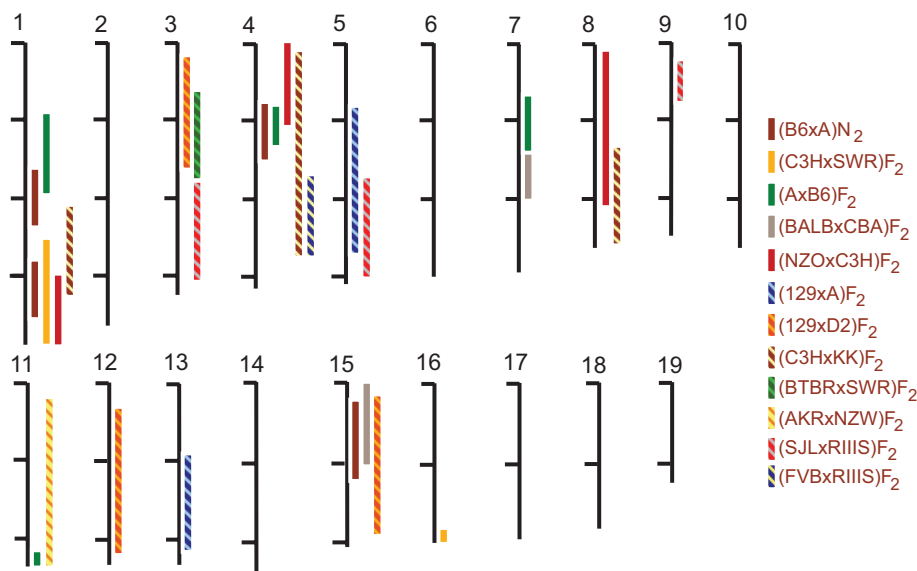 1 2 3 4 5 6 7 8 9 10
(B6xA)N2
(C3HxSWR)F2
(AxB6)F2
(BALBxCBA)F2
(NZOxC3H)F2
(129xA)F2
(129xD2)F2
(C3HxKK)F2
(BTBRxSWR)F2
(AKRxNZW)F2
(SJLxRIIIS)F2
(FVBxRIIIS)F2
11 12 13 14 15 16 17 18 19